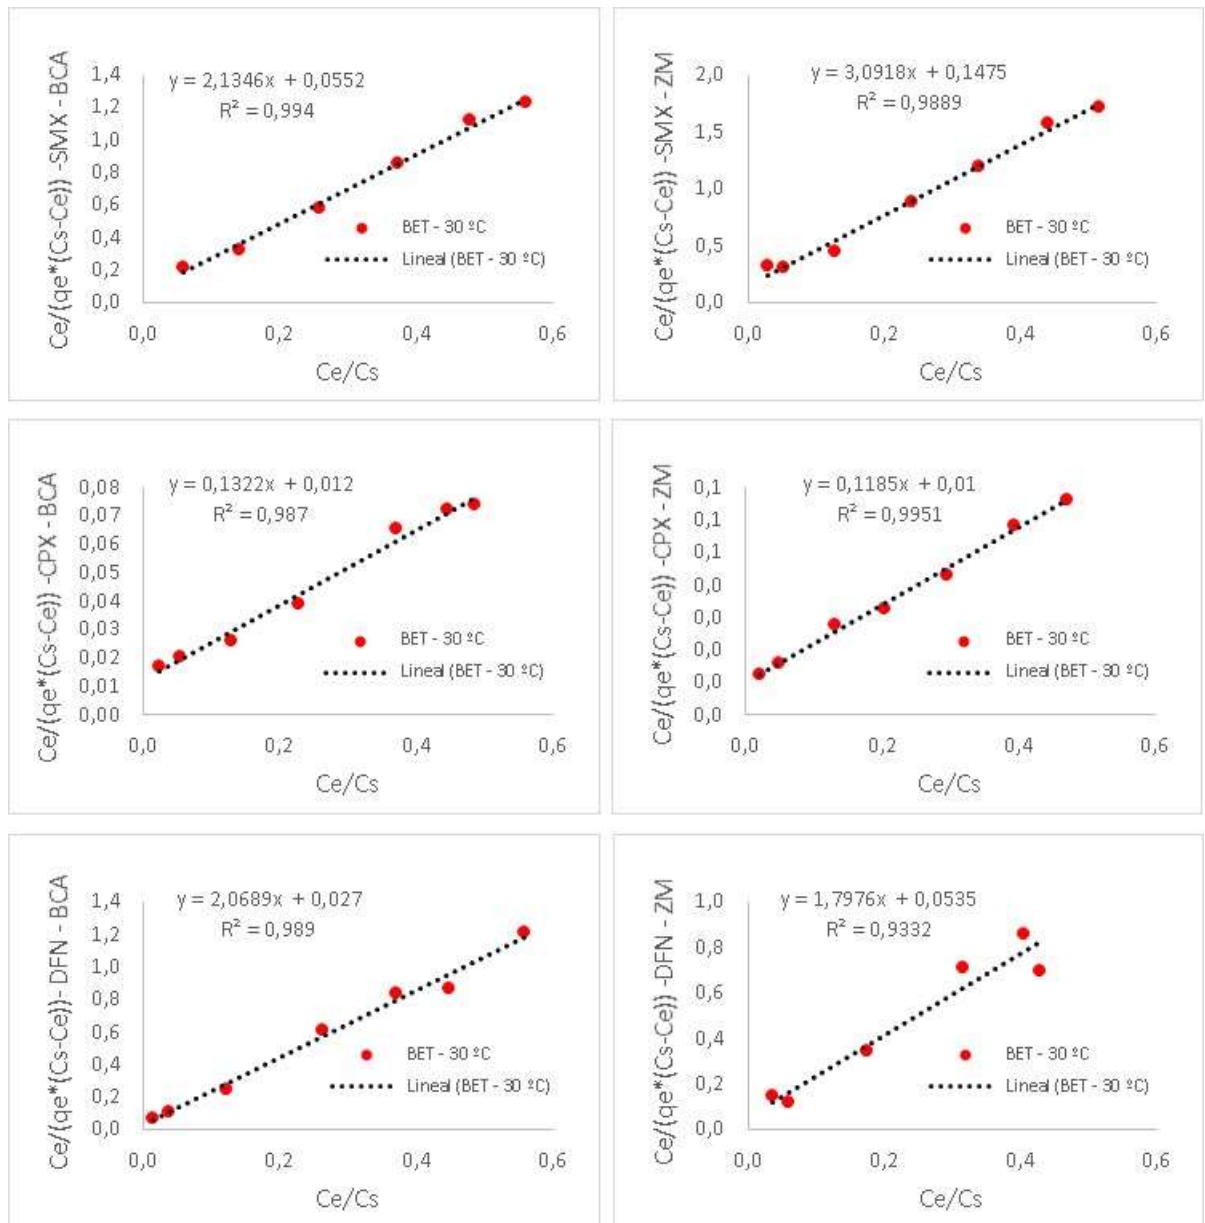 Ce/(qe*(Cs-Ce)) -SMX - BCA
y = 2,1346x + 0,0552
R² = 0,994
1,4
1,2
1,0
0,8
0,6
0,4
0,2
0,0
BET - 30 ºC
Lineal (BET - 30 ºC)
0,0 0,2 0,4 0,6
Ce/Cs
Ce/(qe*(Cs-Ce)) -SMX - ZM
y = 3,0918x + 0,1475
R² = 0,9889
2,0
1,5
1,0
0,5
0,0
BET - 30 ºC
Lineal (BET - 30 ºC)
0,0 0,2 0,4 0,6
Ce/Cs
Ce/(qe*(Cs-Ce)) -CPX - BCA
y = 0,1322x + 0,012
R² = 0,987
0,08
0,07
0,06
0,05
0,04
0,03
0,02
0,01
0,00
BET - 30 ºC
Lineal (BET - 30 ºC)
0,0 0,2 0,4 0,6
Ce/Cs
Ce/(qe*(Cs-Ce)) -CPX - ZM
y = 0,1185x + 0,01
R² = 0,9951
0,1
0,1
0,1
0,0
0,0
0,0
0,0
0,0
BET - 30 ºC
Lineal (BET - 30 ºC)
0,0 0,2 0,4 0,6
Ce/Cs
Ce/(qe*(Cs-Ce))- DFN - BCA
y = 2,0689x + 0,027
R² = 0,989
1,4
1,2
1,0
0,8
0,6
0,4
0,2
0,0
BET - 30 ºC
Lineal (BET - 30 ºC)
0,0 0,2 0,4 0,6
Ce/Cs
Ce/(qe*(Cs-Ce)) -DFN - ZM
y = 1,7976x + 0,0535
R² = 0,9332
1,0
0,8
0,6
0,4
0,2
0,0
BET - 30 ºC
Lineal (BET - 30 ºC)
0,0 0,2 0,4 0,6
Ce/Cs